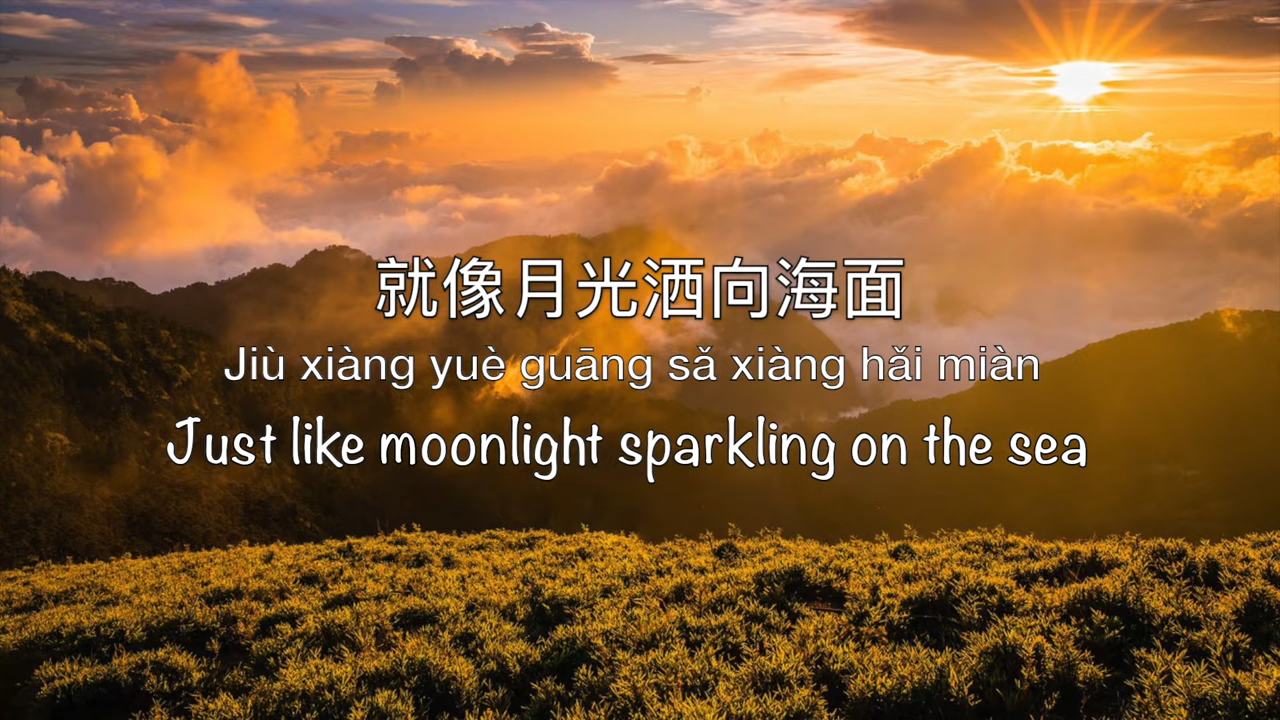 就像月光洒向海面
Jiù xiàng yuè guāng sǎ xiàng hǎi miàn
Just like moonlight sparkling on the sea